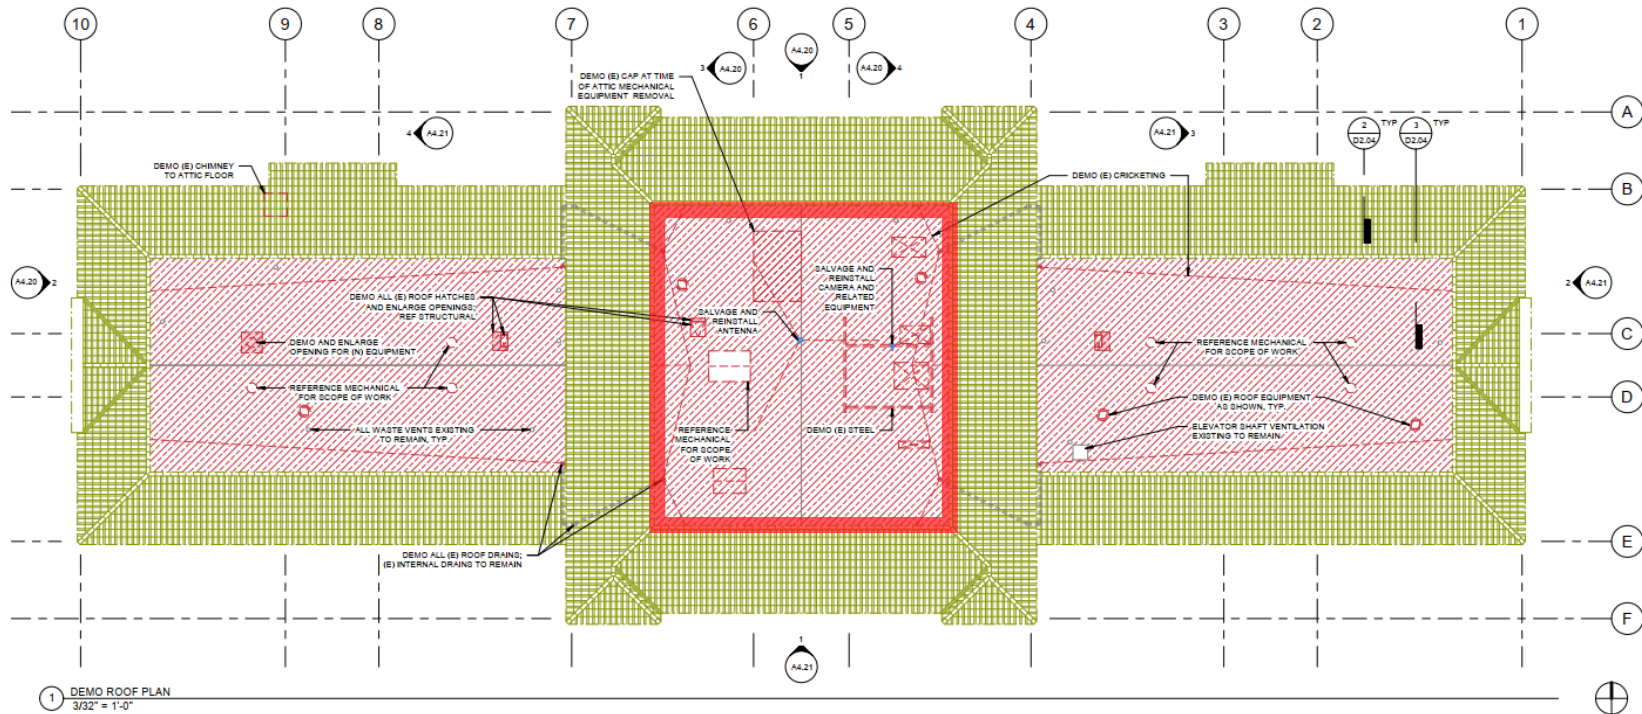 10
9
8
7
6
5
4
3
2
1
A4.20
1
3
A4.20
A4.20
4
DEMO (E) CAP AT TIME
OF ATTIC MECHANICAL
EQUIPMENT REMOVAL
A
4
A4.21
A4.21
3
2
D2.04
TYP
3
D2.04
TYP
DEMO (E) CHIMNEY
TO ATTIC FLOOR
DEMO (E) CRICKETING
B
A4.20
2
SALVAGE AND
REINSTALL
CAMERA AND
RELATED
EQUIPMENT
2
A4.21
DEMO ALL (E) ROOF HATCHES
AND ENLARGE OPENINGS;
REF STRUCTURAL
SALVAGE AND
REINSTALL
ANTENNA
C
DEMO AND ENLARGE
OPENING FOR (N) EQUIPMENT
REFERENCE MECHANICAL
FOR SCOPE OF WORK
REFERENCE MECHANICAL
FOR SCOPE OF WORK
D
DEMO (E) ROOF EQUIPMENT
AS SHOWN, TYP.
ALL WASTE VENTS EXISTING
TO REMAIN, TYP.
REFERENCE
MECHANICAL
FOR SCOPE
OF WORK
DEMO (E) STEEL
ELEVATOR SHAFT VENTILATION
EXISTING TO REMAIN
E
DEMO ALL (E) ROOF DRAINS;
(E) INTERNAL DRAINS TO REMAIN
F
1
A4.21
1
DEMO ROOF PLAN
3/32" = 1'-0"